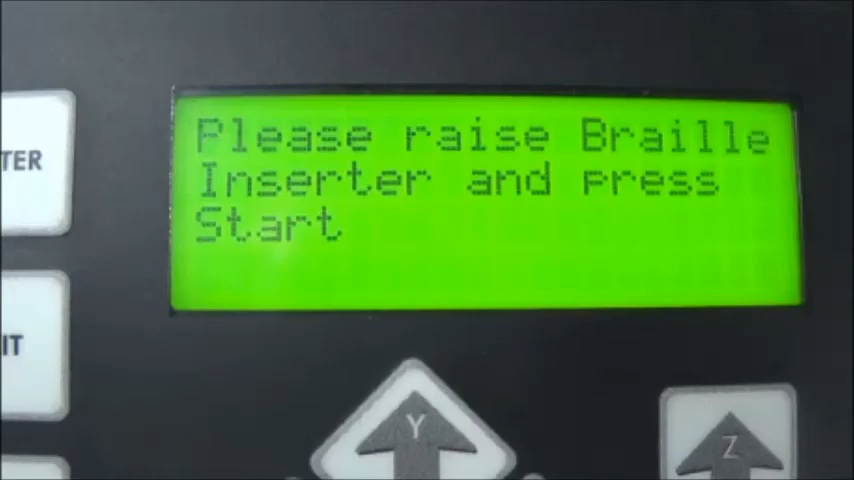 Please raise Braille
Inserter and press
Start
TER
IT
Y
Z